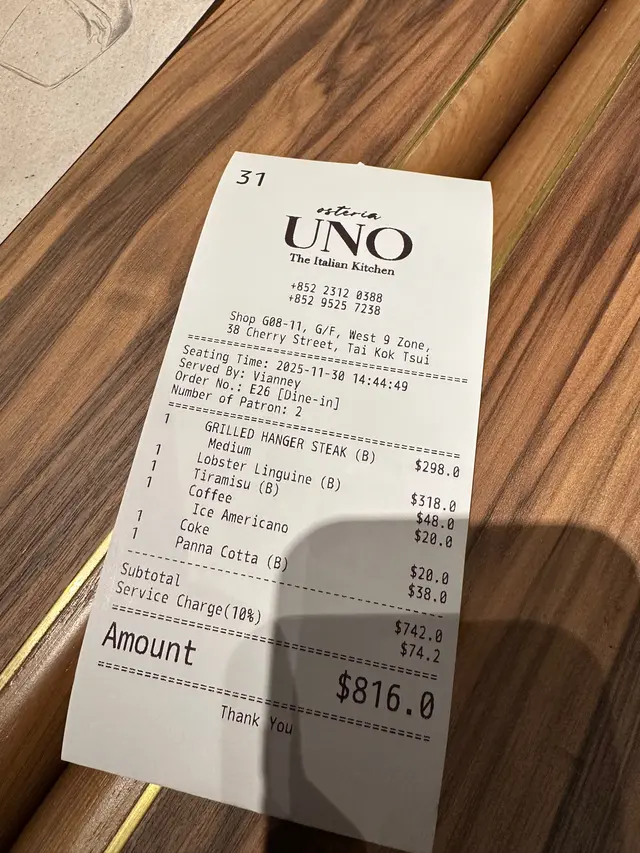 31
osteria
UNO
The Italian Kitchen
+852 2312 0388
+852 9525 7238
Shop G08-11, G/F, West 9 Zone,
38 Cherry Street, Tai Kok Tsui
Seating Time: 2025-11-30 14:44:49
Served By: Vianney
Order No.: E26 [Dine-in]
Number of Patron: 2
1 GRILLED HANGER STEAK (B) $298.0
Medium
1 Lobster Linguine (B) $318.0
1 Tiramisu (B) $48.0
1 Coffee $20.0
Ice Americano
1 Coke $20.0
1 Panna Cotta (B) $38.0
Subtotal $742.0
Service Charge(10%) $74.2
Amount $816.0
Thank You